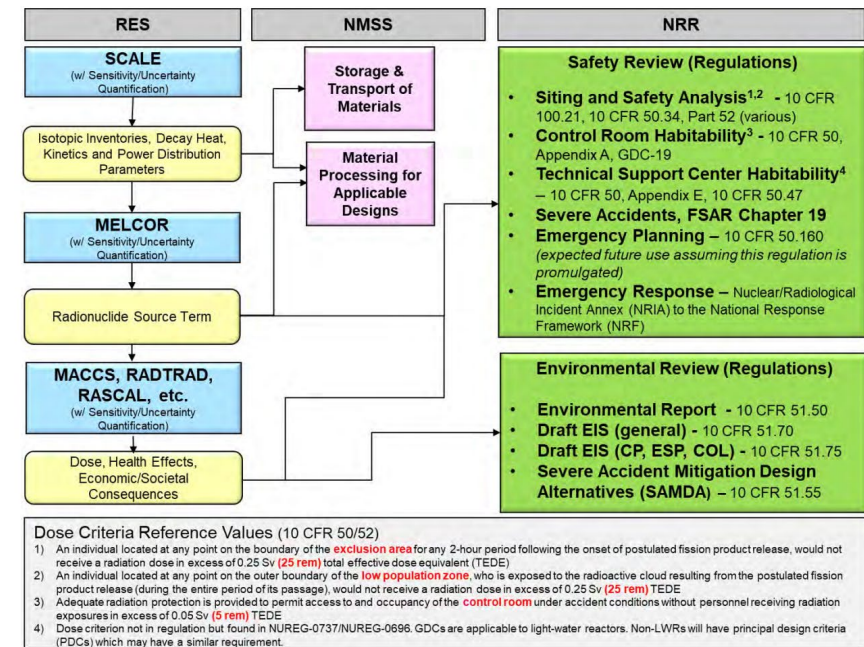 RES
NMSS
NRR
SCALE
(w/ Sensitivity/Uncertainty
Quantification)
Isotopic Inventories, Decay Heat,
Kinetics and Power Distribution
Parameters
MELCOR
(w/ Sensitivity/Uncertainty
Quantification)
Radionuclide Source Term
MACCS, RADTRAD,
RASCAL, etc.
(w/ Sensitivity/Uncertainty
Quantification)
Dose, Health Effects,
Economic/Societal
Consequences
Storage &
Transport of
Materials
Material
Processing for
Applicable
Designs
Safety Review (Regulations)
• Siting and Safety Analysis1,2 - 10 CFR
100.21, 10 CFR 50.34, Part 52 (various)
• Control Room Habitability3 - 10 CFR 50,
Appendix A, GDC-19
• Technical Support Center Habitability4
– 10 CFR 50, Appendix E, 10 CFR 50.47
• Severe Accidents, FSAR Chapter 19
• Emergency Planning – 10 CFR 50.160
(expected future use assuming this regulation is
promulgated)
• Emergency Response – Nuclear/Radiological
Incident Annex (NRIA) to the National Response
Framework (NRF)
Environmental Review (Regulations)
• Environmental Report - 10 CFR 51.50
• Draft EIS (general) - 10 CFR 51.70
• Draft EIS (CP, ESP, COL) - 10 CFR 51.75
• Severe Accident Mitigation Design
Alternatives (SAMDA) – 10 CFR 51.55
Dose Criteria Reference Values (10 CFR 50/52)
1) An individual located at any point on the boundary of the exclusion area for any 2-hour period following the onset of postulated fission product release, would not
receive a radiation dose in excess of 0.25 Sv (25 rem) total effective dose equivalent (TEDE)
2) An individual located at any point on the outer boundary of the low population zone, who is exposed to the radioactive cloud resulting from the postulated fission
product release (during the entire period of its passage), would not receive a radiation dose in excess of 0.25 Sv (25 rem) TEDE
3) Adequate radiation protection is provided to permit access to and occupancy of the control room under accident conditions without personnel receiving radiation
exposures in excess of 0.05 Sv (5 rem) TEDE
4) Dose criterion not in regulation but found in NUREG-0737/NUREG-0696. GDCs are applicable to light-water reactors. Non-LWRs will have principal design criteria
(PDCs) which may have a similar requirement.